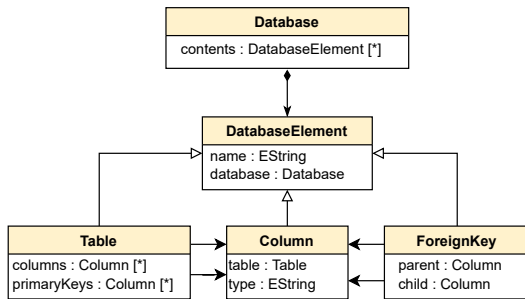 Database
contents : DatabaseElement [*]
DatabaseElement
name : EString
database : Database
Table
columns : Column [*]
primaryKeys : Column [*]
Column
table : Table
type : EString
ForeignKey
parent : Column
child : Column